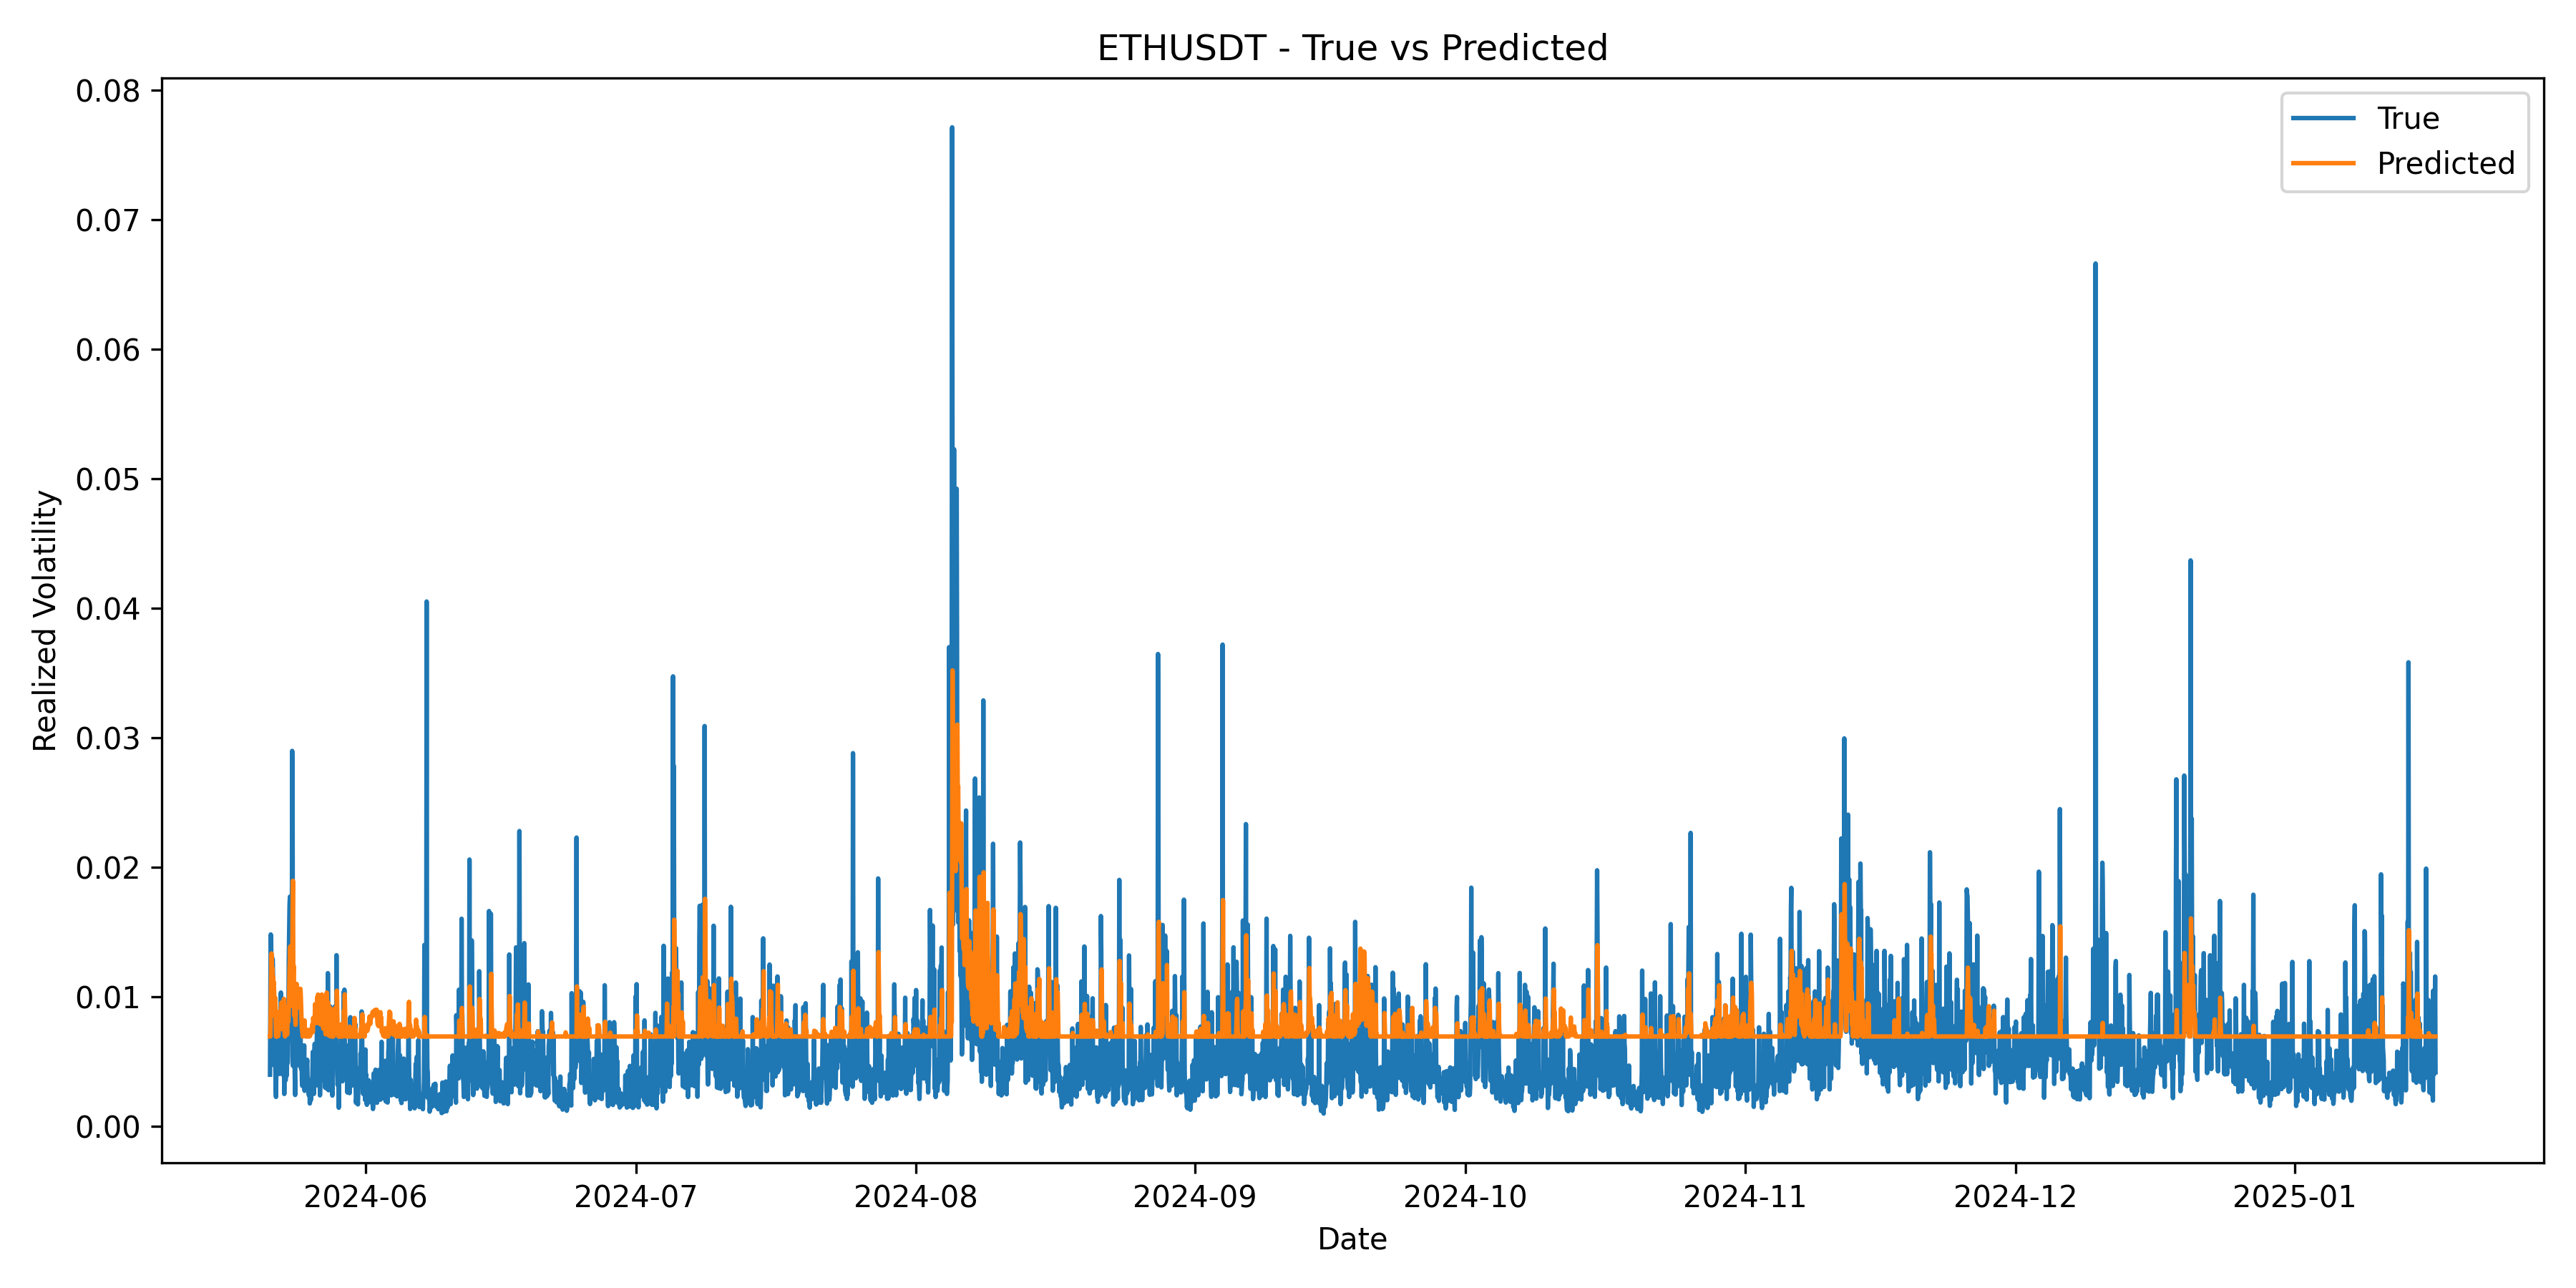 ETHUSDT - True vs Predicted
True
Predicted
Realized Volatility
0.08
0.07
0.06
0.05
0.04
0.03
0.02
0.01
0.00
2024-06 2024-07 2024-08 2024-09 2024-10 2024-11 2024-12 2025-01
Date